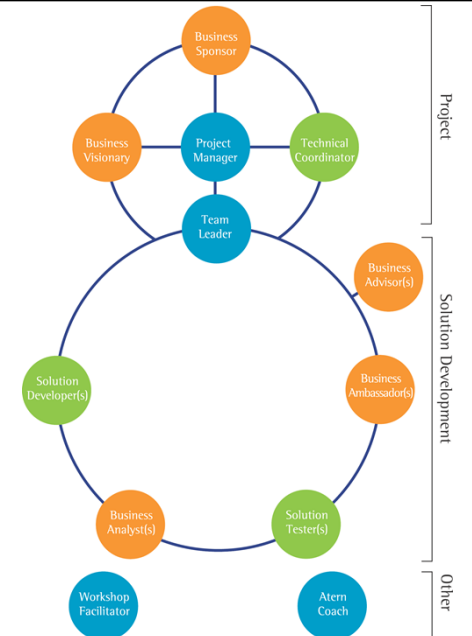 Business
Sponsor
Business
Visionary
Project
Manager
Technical
Coordinator
Team
Leader
Project
Business
Advisor(s)
Solution
Developer(s)
Business
Ambassador(s)
Solution Development
Business
Analyst(s)
Solution
Tester(s)
Workshop
Facilitator
Atern
Coach
Other